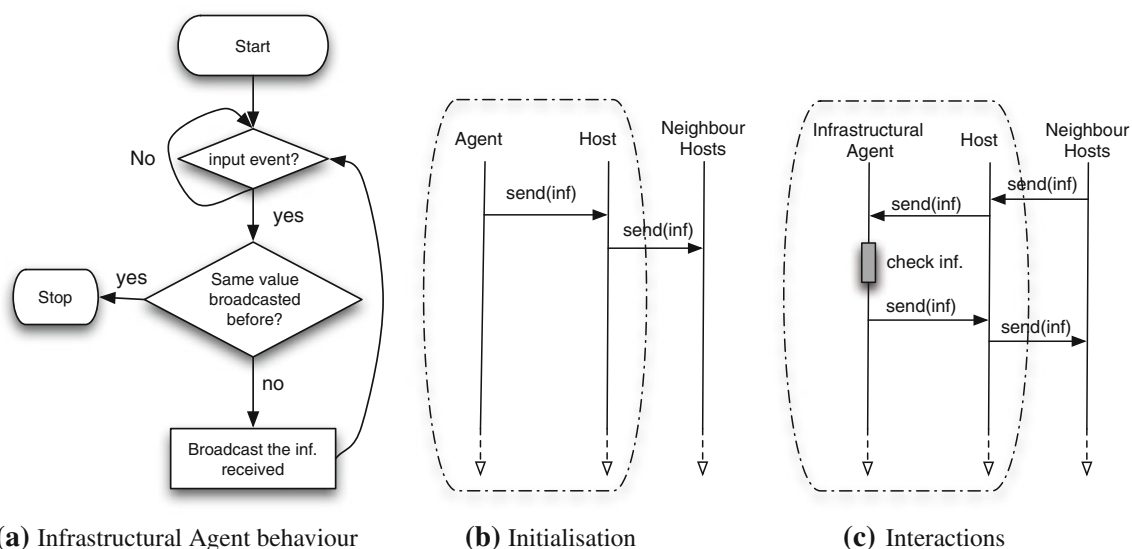 Start
No
input event?
yes
yes
Stop
Same value
broadcasted
before?
no
Broadcast the inf.
received
(a) Infrastructural Agent behaviour
Agent
Host
Neighbour
Hosts
send(inf)
send(inf)
(b) Initialisation
Infrastructural
Agent
Host
Neighbour
Hosts
send(inf)
send(inf)
check inf.
send(inf)
send(inf)
(c) Interactions